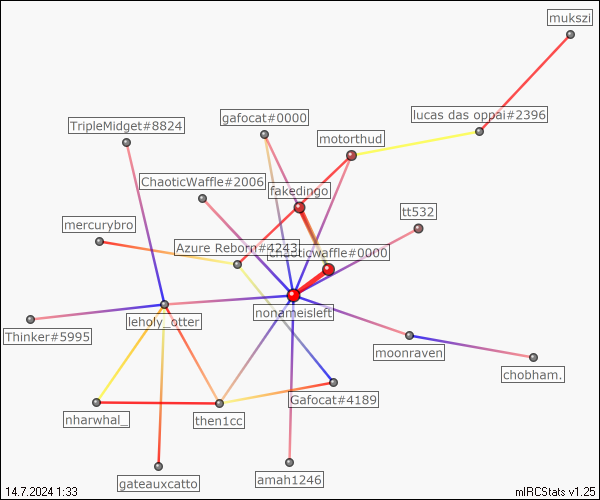 mukszi
lucas das oppai#2396
gafocat#0000
TripleMidget#8824
motorthud
ChaoticWaffle#2006
fakedingo
tt532
mercurybro
Azure Reborn#4243
chaoticwaffle#0000
nonameisleft
leholy_otter
Thinker#5995
moonraven
chobham.
Gafocat#4189
nharwhal_
then1cc
gateauxcatto
amah1246
14.7.2024 1:33
mIRCStats v1.25